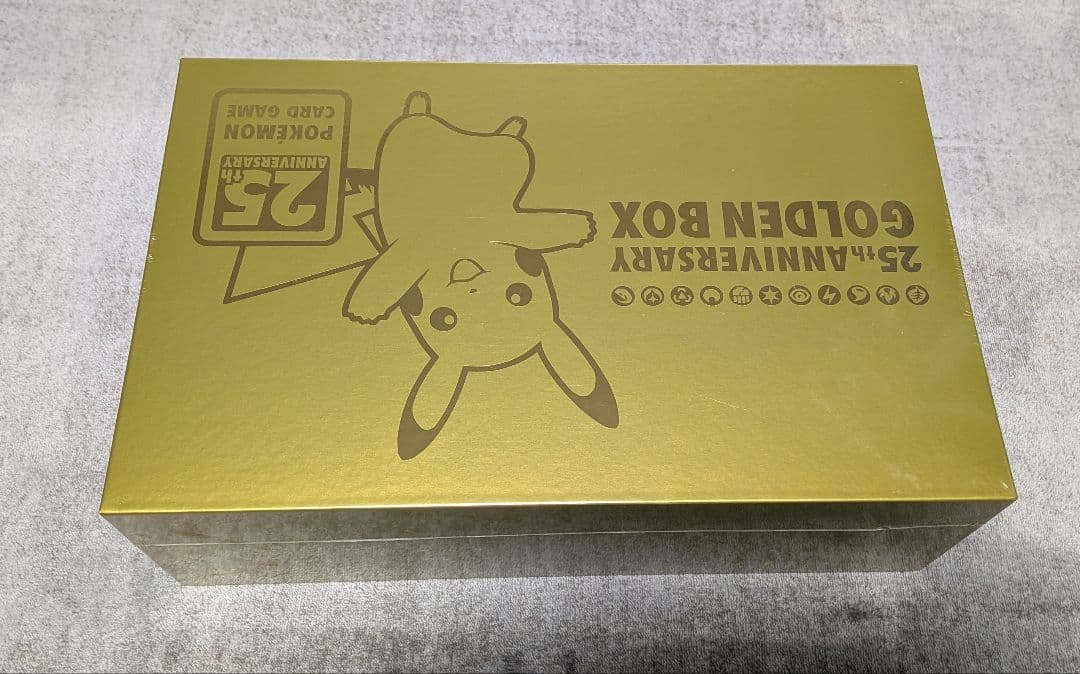 25th ANNIVERSARY
GOLDEN BOX
25th
ANNIVERSARY
POKÉMON
CARD GAME